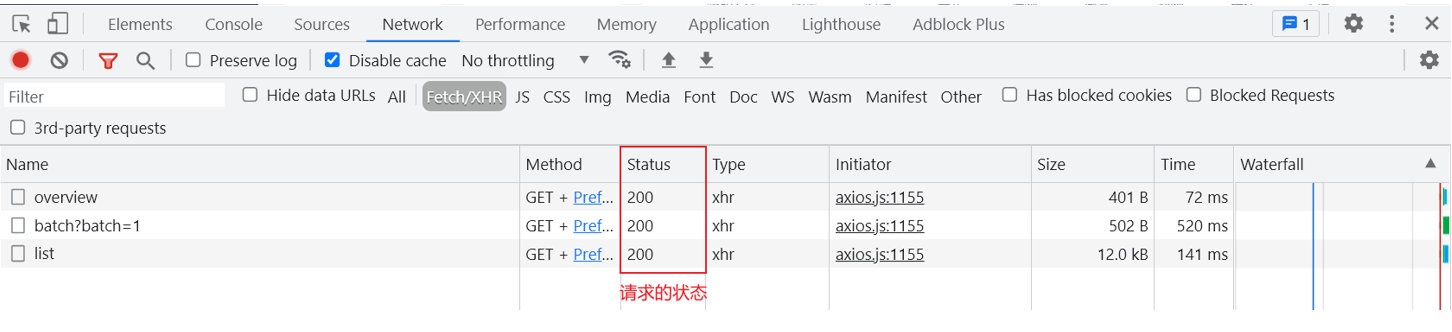 Elements Console Sources Network Performance Memory Application Lighthouse Adblock Plus 1
Preserve log Disable cache No throttling
Filter Hide data URLs All Fetch/XHR JS CSS Img Media Font Doc WS Wasm Manifest Other Has blocked cookies Blocked Requests
3rd-party requests
Name Method Status Type Initiator Size Time Waterfall
overview GET + Pref... 200 xhr axios.js:1155 401 B 72 ms
batch?batch=1 GET + Pref... 200 xhr axios.js:1155 502 B 520 ms
list GET + Pref... 200 xhr axios.js:1155 12.0 kB 141 ms
请求的状态